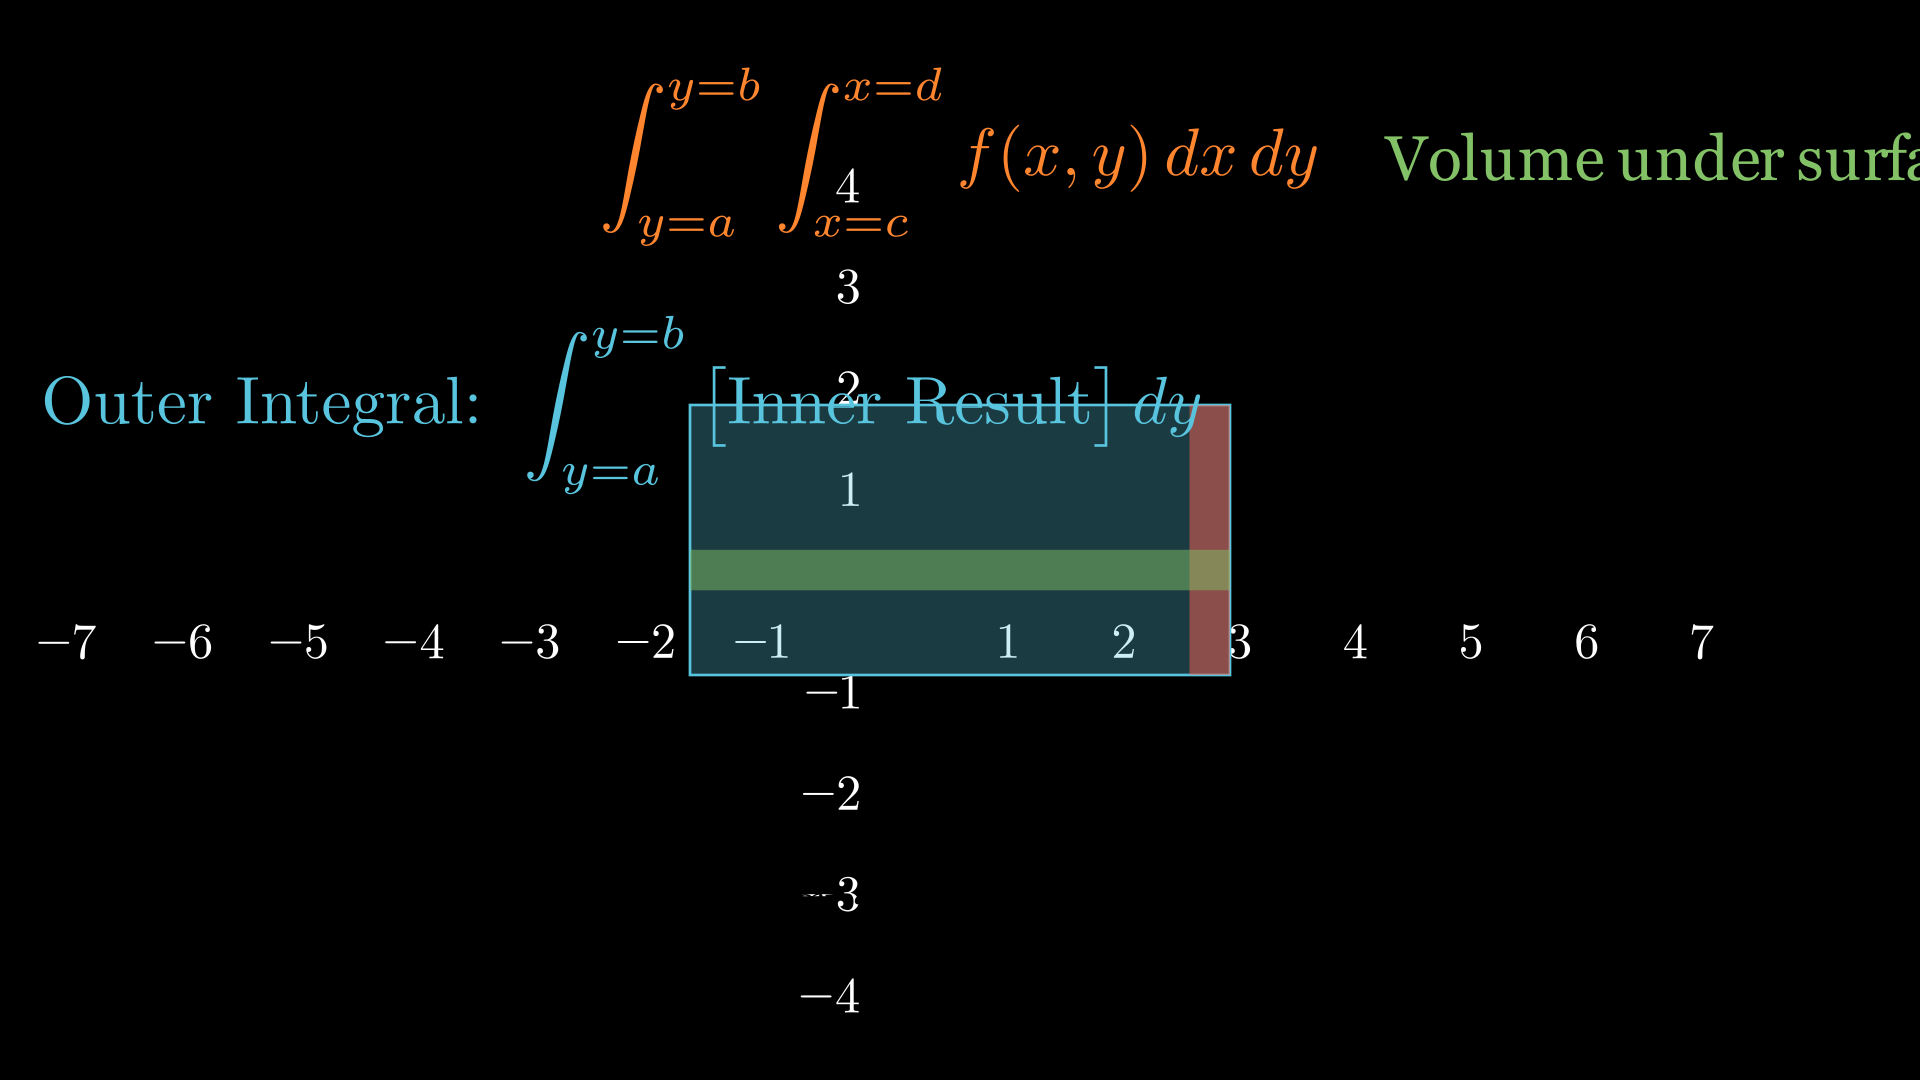 ∫_{y=a}^{y=b} ∫_{x=c}^{x=d} f(x, y) dx dy Volume under surfa
4
3
Outer Integral: ∫_{y=a}^{y=b} [Inner Result] dy
2
1
−7 −6 −5 −4 −3 −2 −1 1 2 3 4 5 6 7
−1
−2
−3
−4